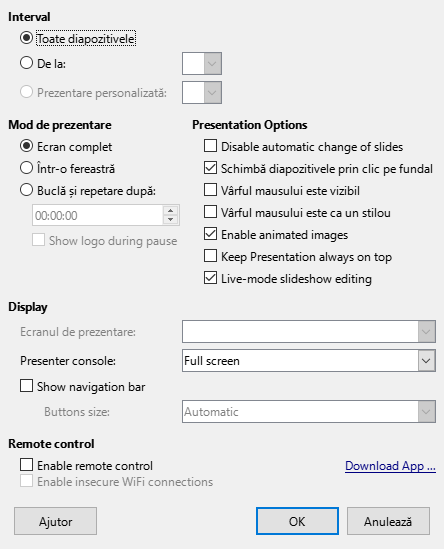 Interval
Toate diapozitivele
De la:
Prezentare personalizată:
Mod de prezentare
Ecran complet
Într-o fereastră
Buclă și repetare după:
00:00:00
Show logo during pause
Presentation Options
Disable automatic change of slides
Schimbă diapozitivele prin clic pe fundal
Vârful mausului este vizibil
Vârful mausului este ca un stilou
Enable animated images
Keep Presentation always on top
Live-mode slideshow editing
Display
Ecranul de prezentare:
Presenter console: Full screen
Show navigation bar
Buttons size: Automatic
Remote control
Enable remote control Download App ...
Enable insecure WiFi connections
Ajutor OK Anulează